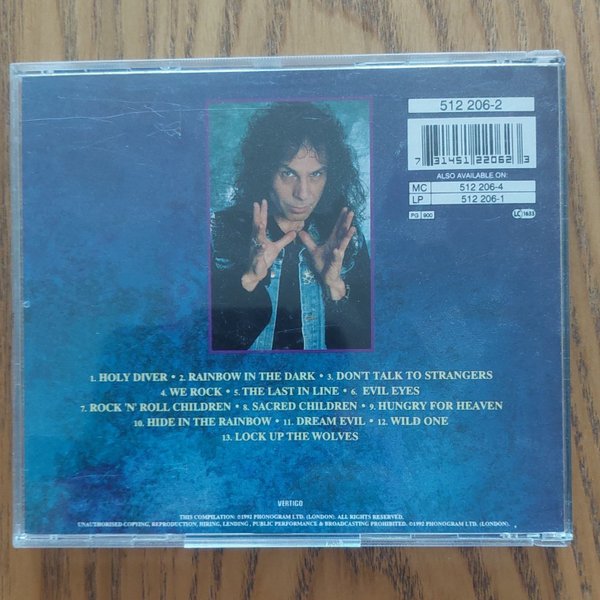 512 206-2
7 31451 22062 3
ALSO AVAILABLE ON:
MC 512 206-4
LP 512 206-1
PG 900 LC 1633
1. HOLY DIVER • 2. RAINBOW IN THE DARK • 3. DON'T TALK TO STRANGERS
4. WE ROCK • 5. THE LAST IN LINE • 6. EVIL EYES
7. ROCK 'N' ROLL CHILDREN • 8. SACRED CHILDREN • 9. HUNGRY FOR HEAVEN
10. HIDE IN THE RAINBOW • 11. DREAM EVIL • 12. WILD ONE
13. LOCK UP THE WOLVES
VERTIGO
THIS COMPILATION: ©1992 PHONOGRAM LTD. (LONDON). ALL RIGHTS RESERVED.
UNAUTHORISED COPYING, REPRODUCTION, HIRING, LENDING, PUBLIC PERFORMANCE & BROADCASTING PROHIBITED. ©1992 PHONOGRAM LTD. (LONDON).